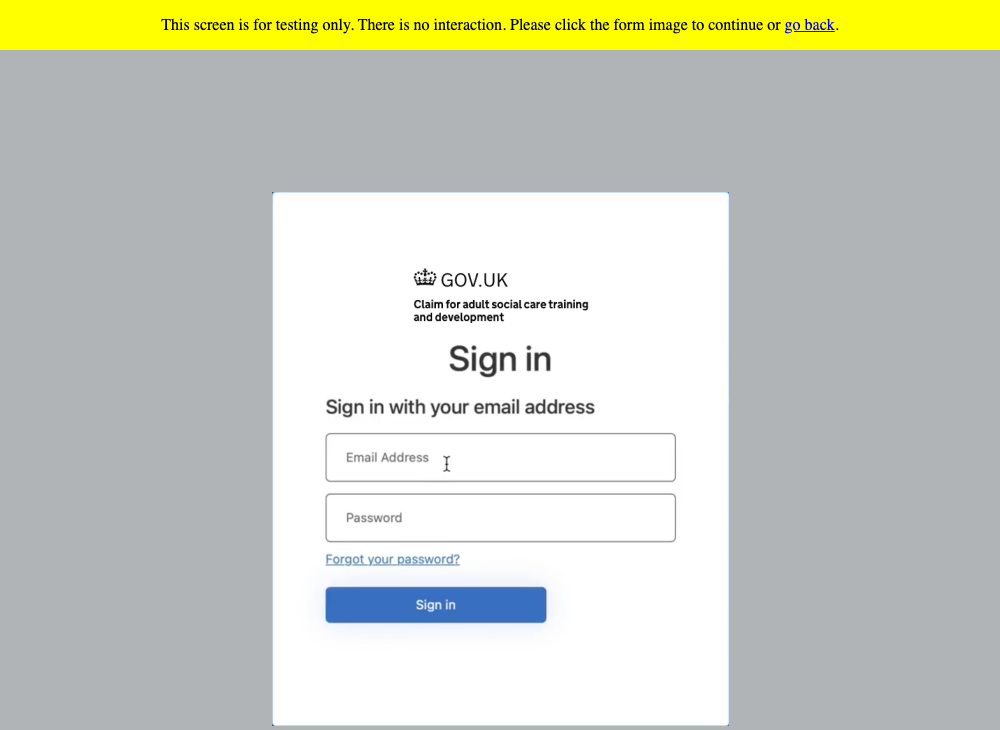 This screen is for testing only. There is no interaction. Please click the form image to continue or go back.
GOV.UK
Claim for adult social care training
and development
Sign in
Sign in with your email address
Email Address
Password
Forgot your password?
Sign in